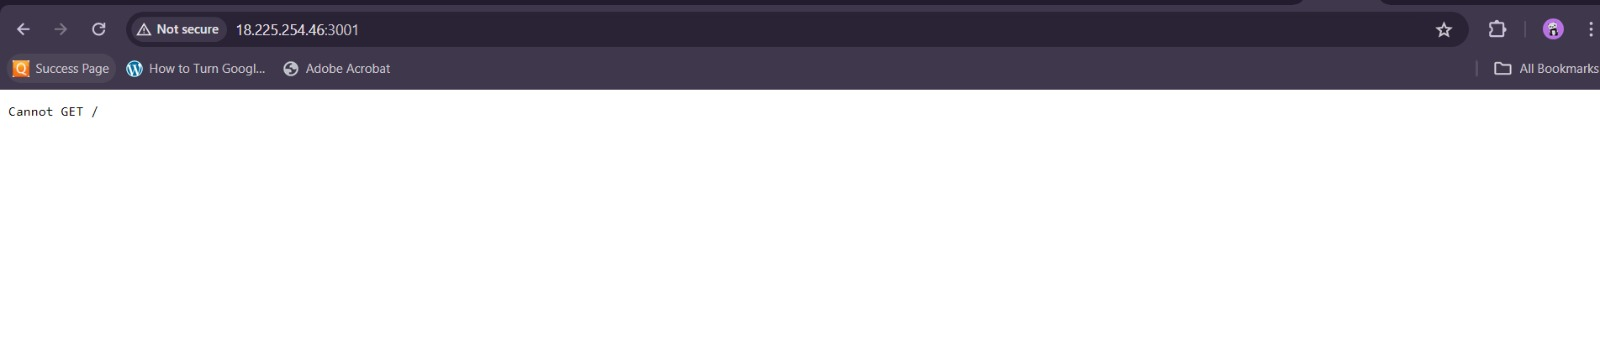 Not secure 18.225.254.46:3001
Q Success Page How to Turn Googl... Adobe Acrobat All Bookmarks
Cannot GET /